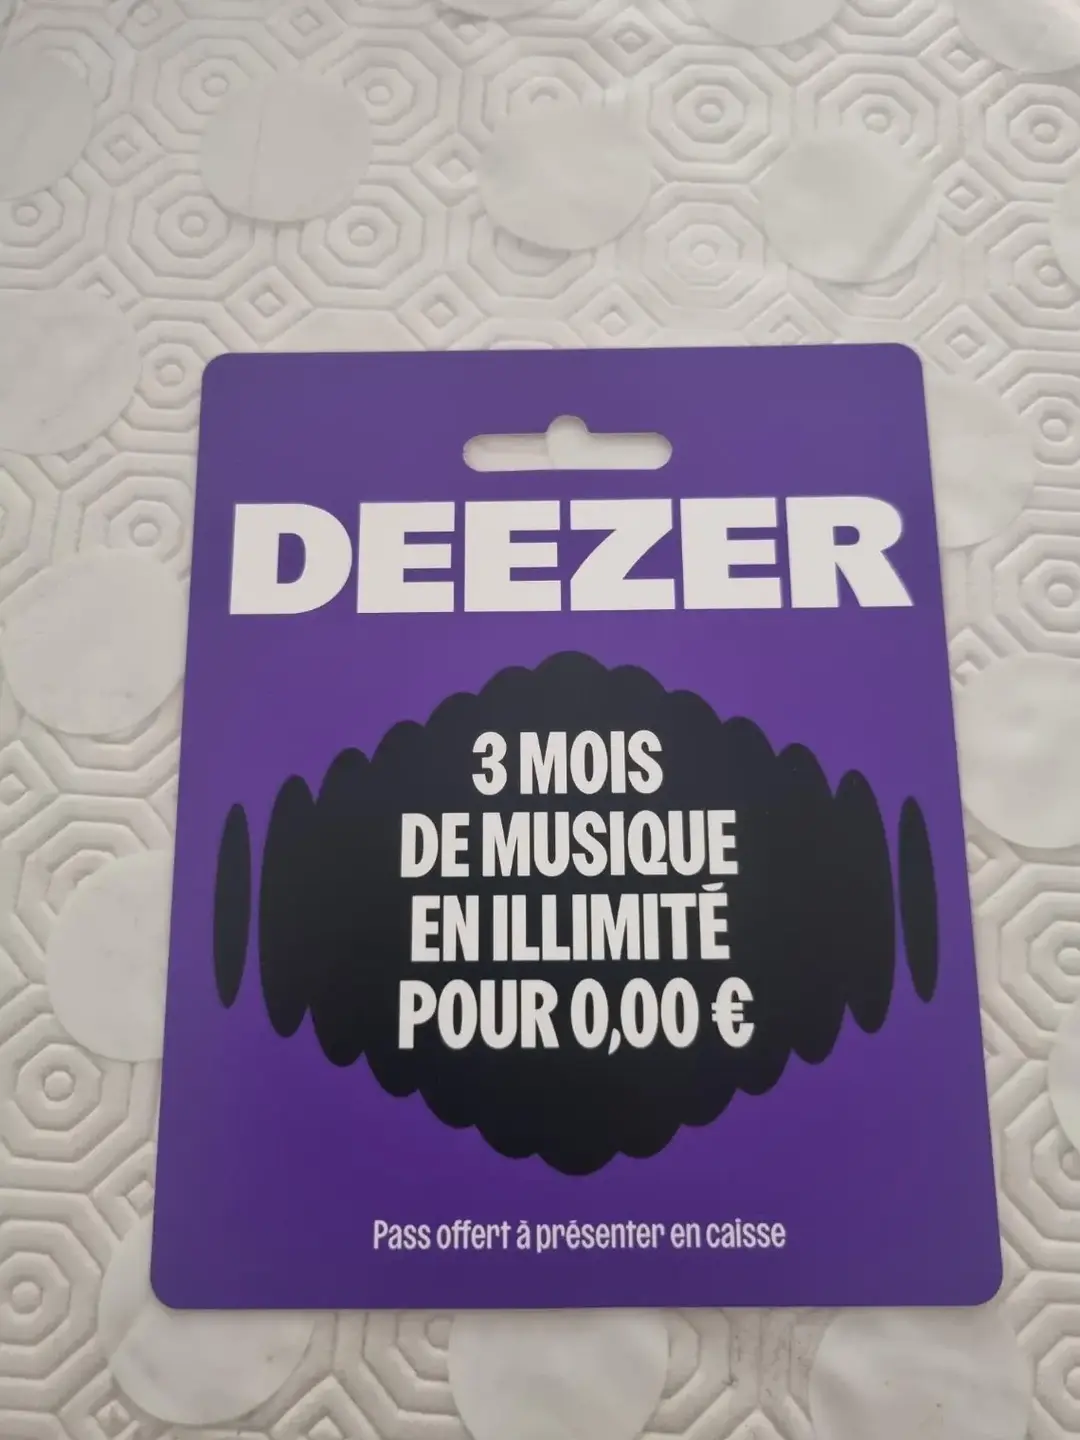 DEEZER
3 MOIS
DE MUSIQUE
EN ILLIMITÉ
POUR 0,00 €
Pass offert à présenter en caisse